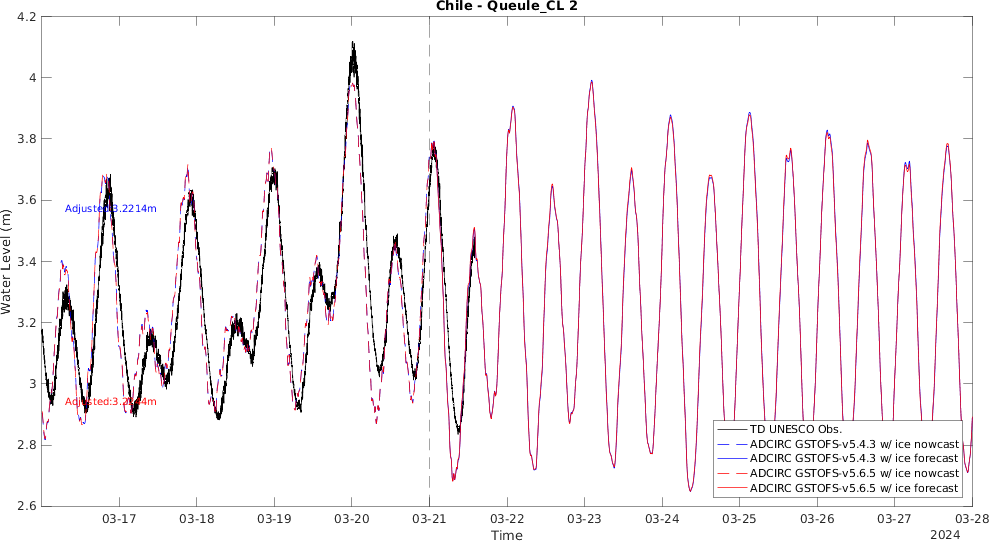 Chile - Queule_CL 2
4.2
4
3.8
3.6
3.4
3.2
3
2.8
2.6
Water Level (m)
Adjusted:3.2214m
TD UNESCO Obs.
ADCIRC GSTOFS-v5.4.3 w/ ice nowcast
ADCIRC GSTOFS-v5.4.3 w/ ice forecast
ADCIRC GSTOFS-v5.6.5 w/ ice nowcast
ADCIRC GSTOFS-v5.6.5 w/ ice forecast
03-17
03-18
03-19
03-20
03-21
03-22
03-23
03-24
03-25
03-26
03-27
03-28
Time
2024